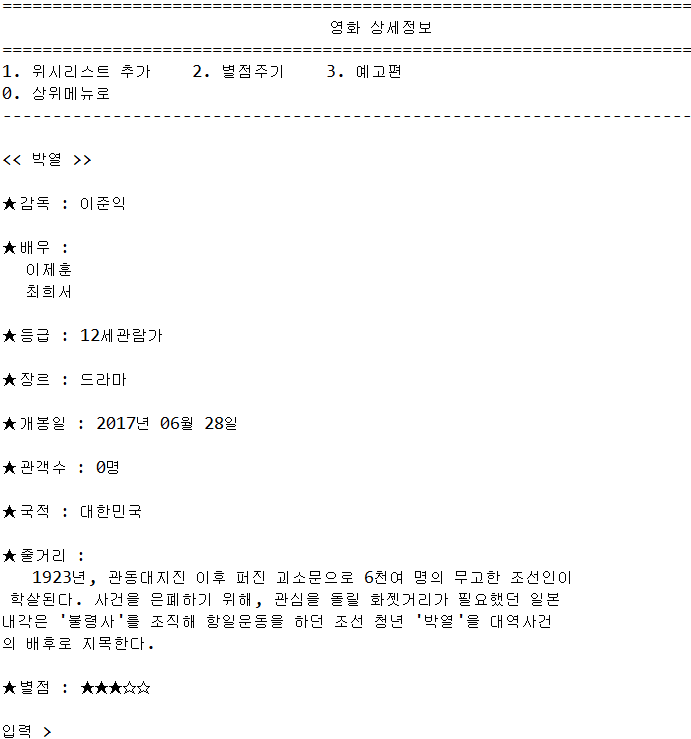 ======================================================================
영화 상세정보
======================================================================
1. 위시리스트 추가    2. 별점주기    3. 예고편
0. 상위메뉴로
----------------------------------------------------------------------
<< 박열 >>
★감독 : 이준익
★배우 :
이제훈
최희서
★등급 : 12세관람가
★장르 : 드라마
★개봉일 : 2017년 06월 28일
★관객수 : 0명
★국적 : 대한민국
★줄거리 :
1923년, 관동대지진 이후 퍼진 괴소문으로 6천여 명의 무고한 조선인이
학살된다. 사건을 은폐하기 위해, 관심을 돌릴 화젯거리가 필요했던 일본
내각은 '불령사'를 조직해 항일운동을 하던 조선 청년 '박열'을 대역사건
의 배후로 지목한다.
★별점 : ★★★☆☆
입력 >